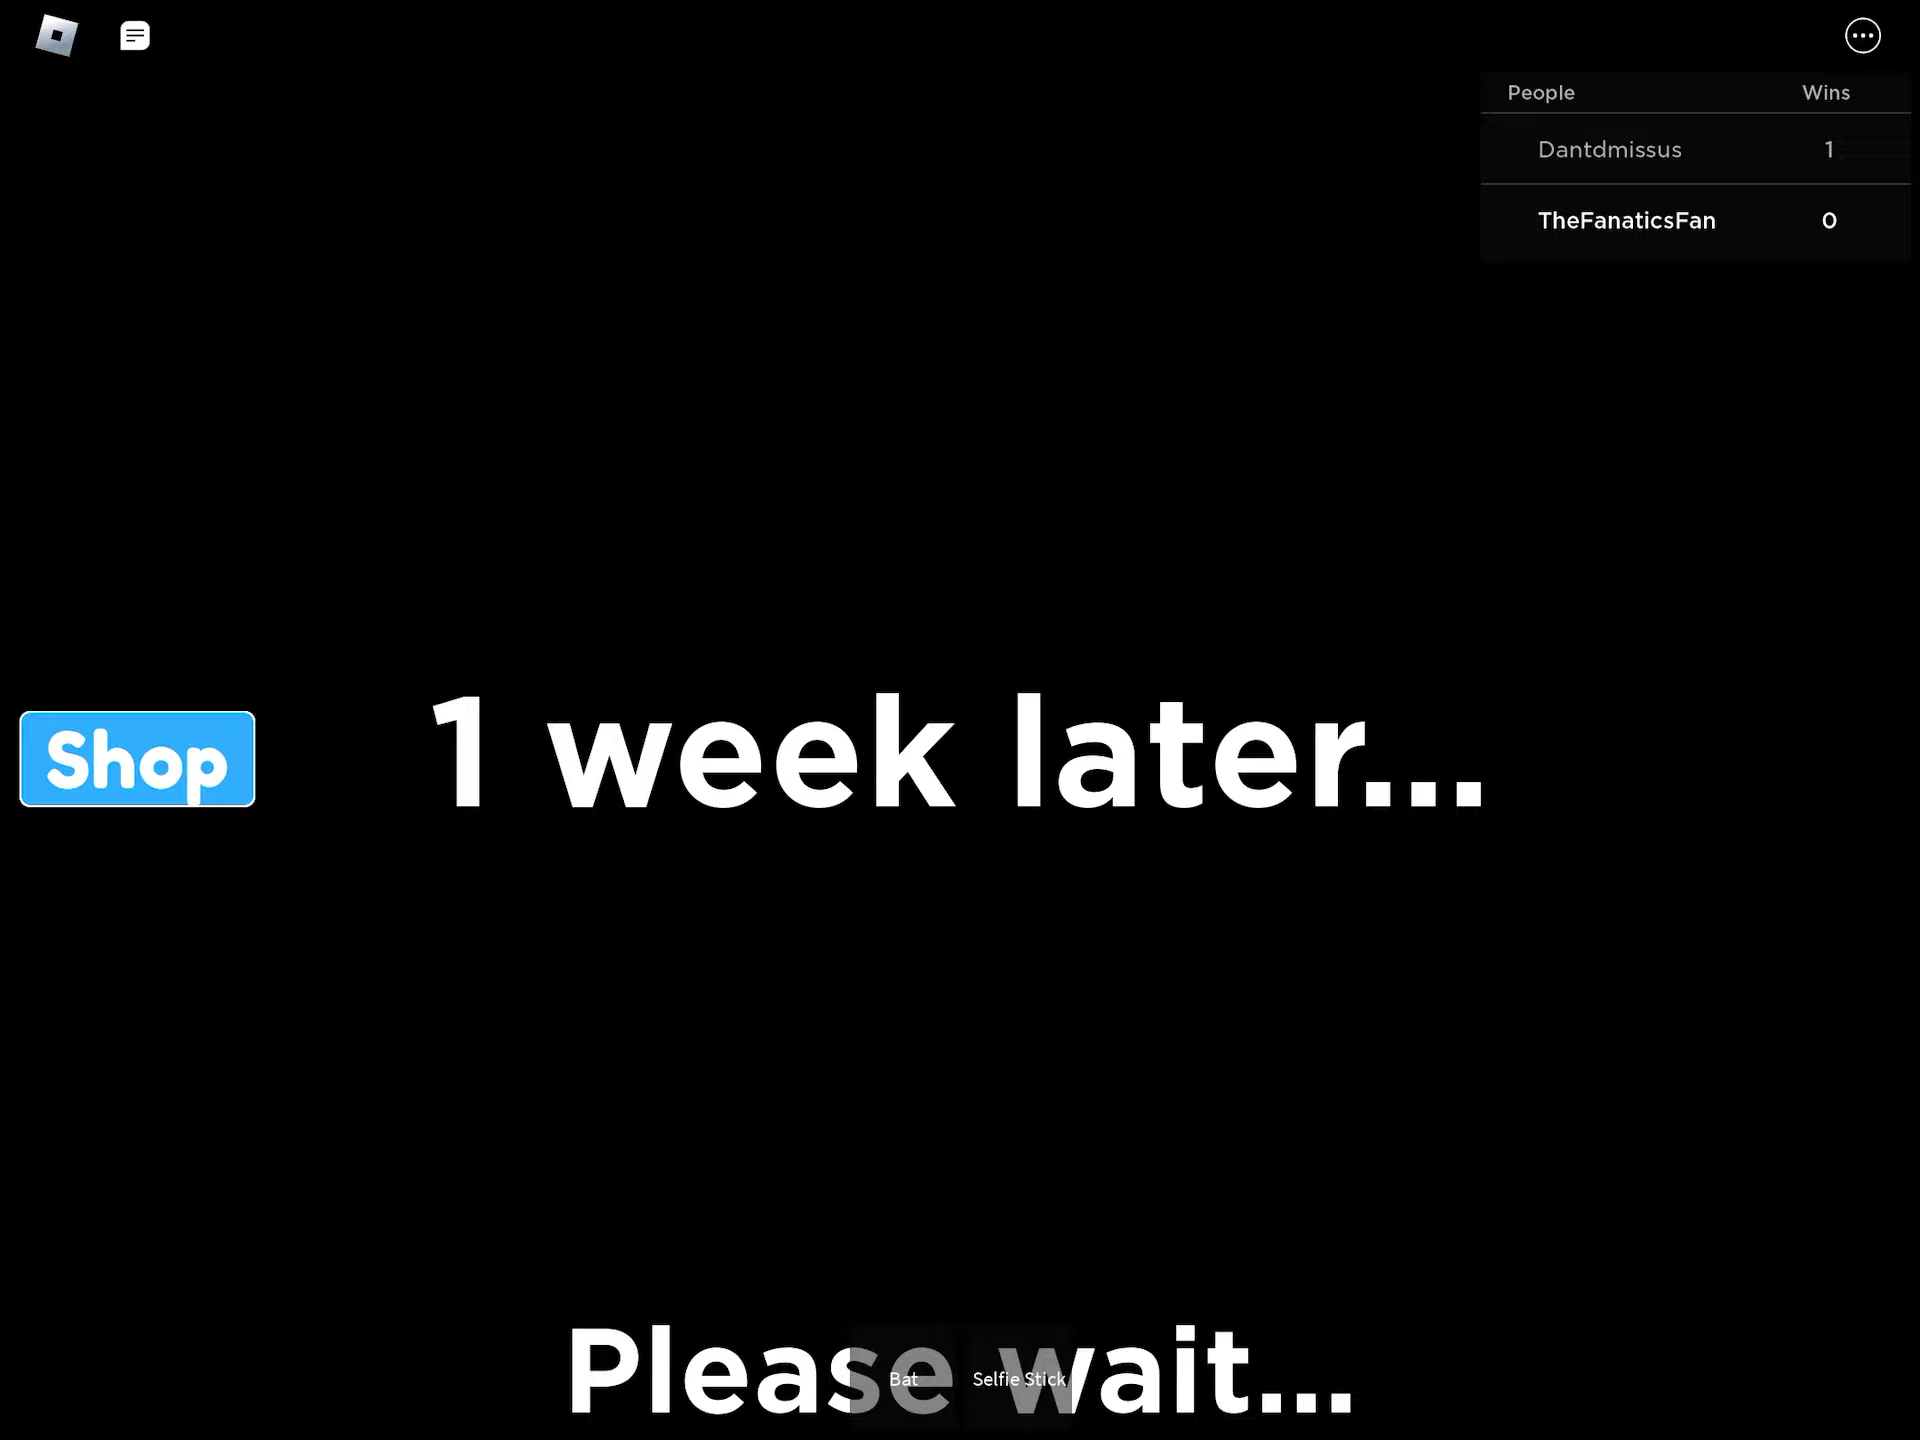 People Wins
Dantdmissus 1
TheFanaticsFan 0
Shop
1 week later...
Please wait...
Bat
Selfie Stick